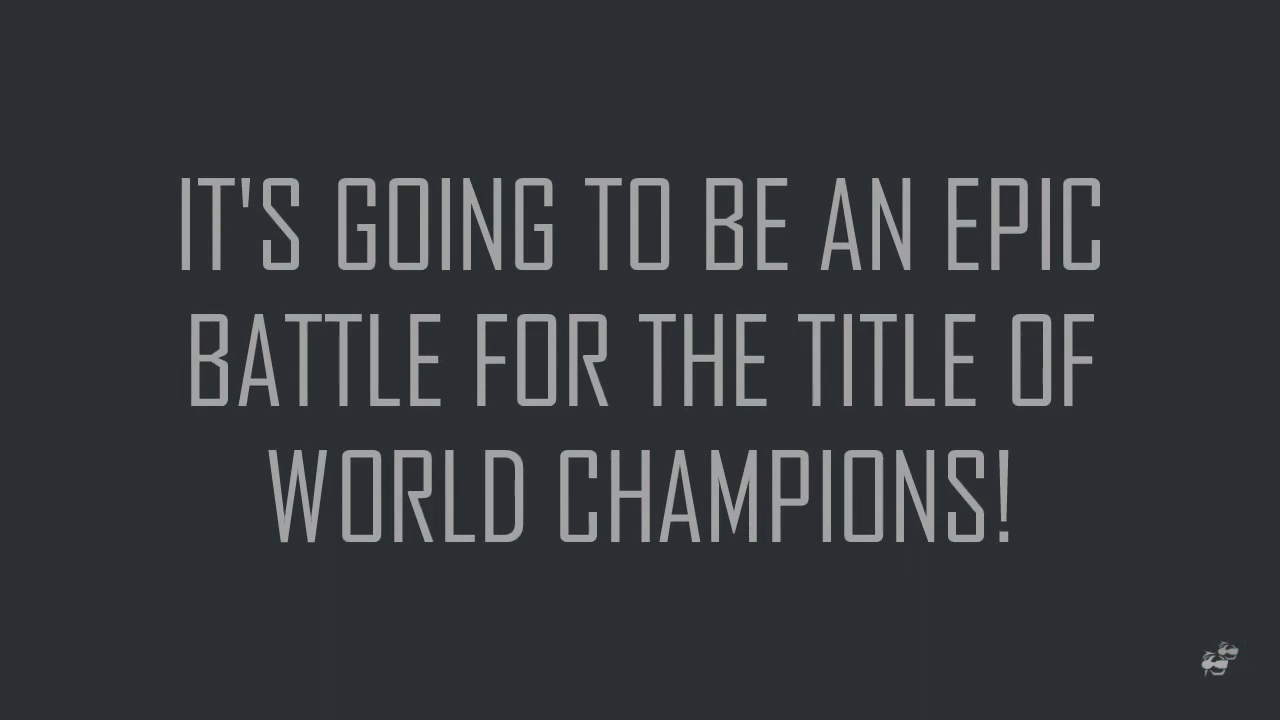 IT'S GOING TO BE AN EPIC
BATTLE FOR THE TITLE OF
WORLD CHAMPIONS!